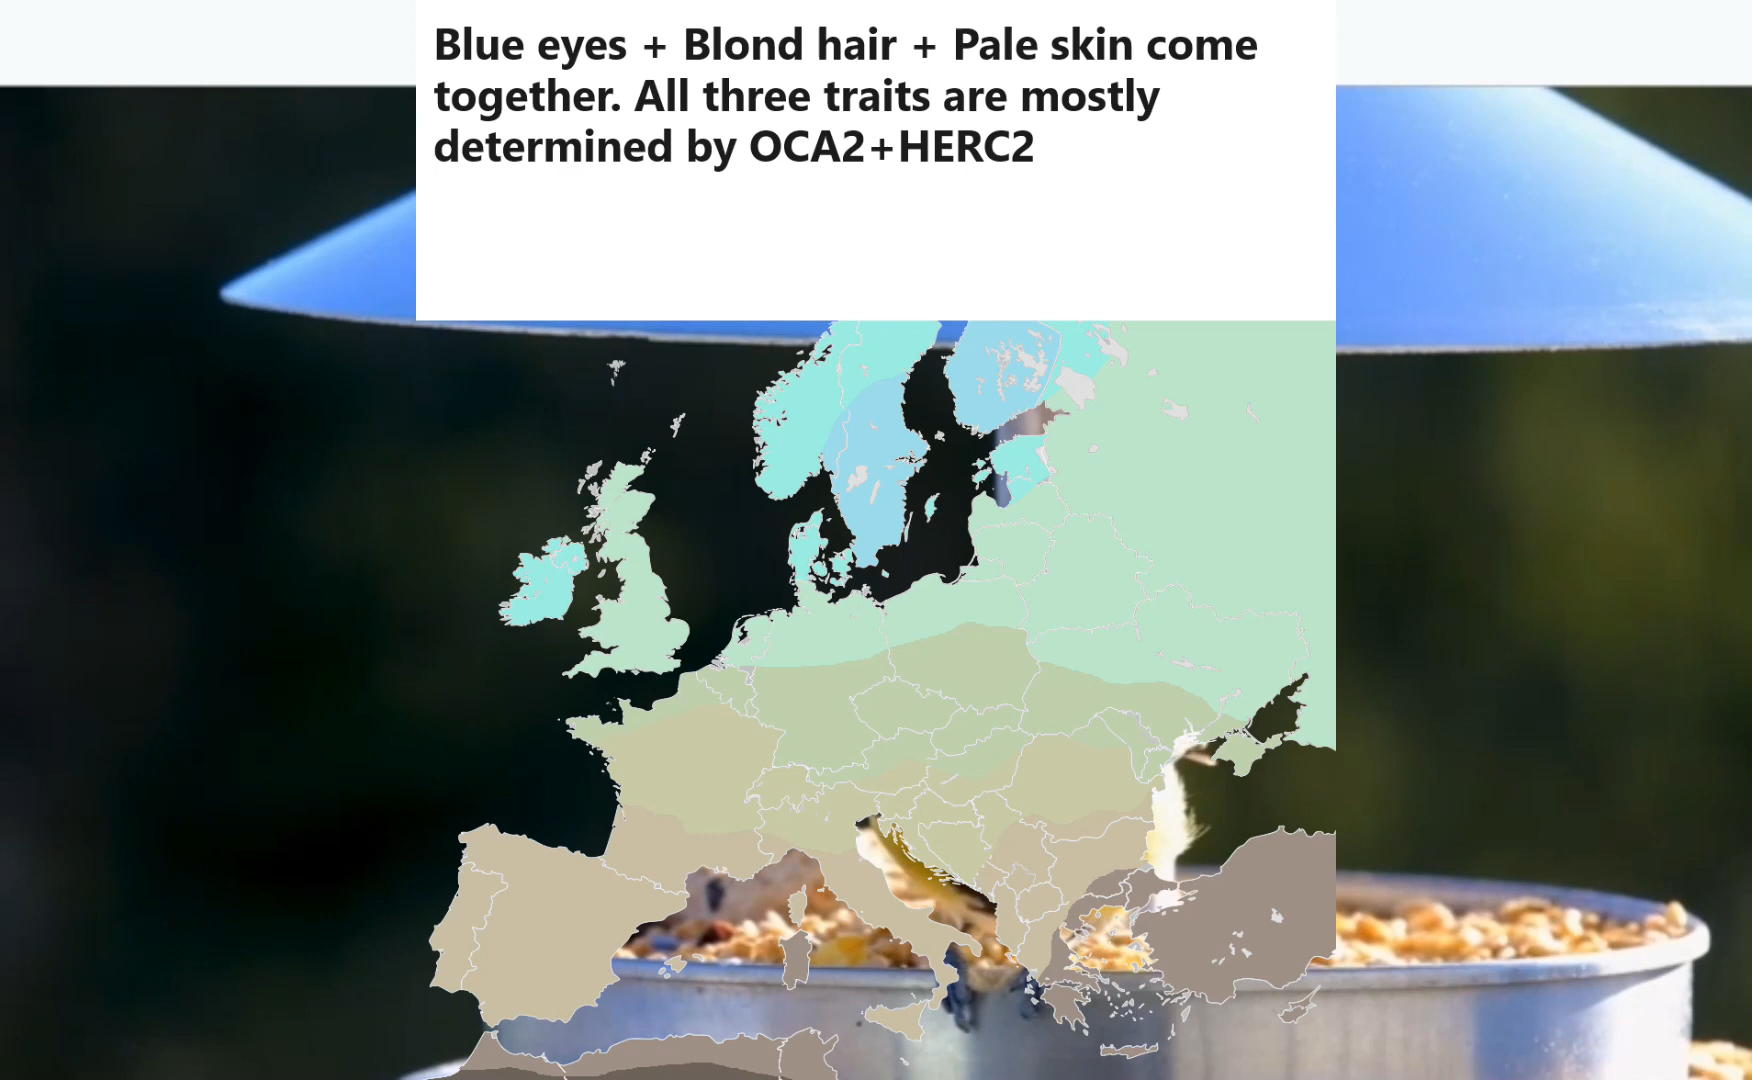 Blue eyes + Blond hair + Pale skin come
together. All three traits are mostly
determined by OCA2+HERC2